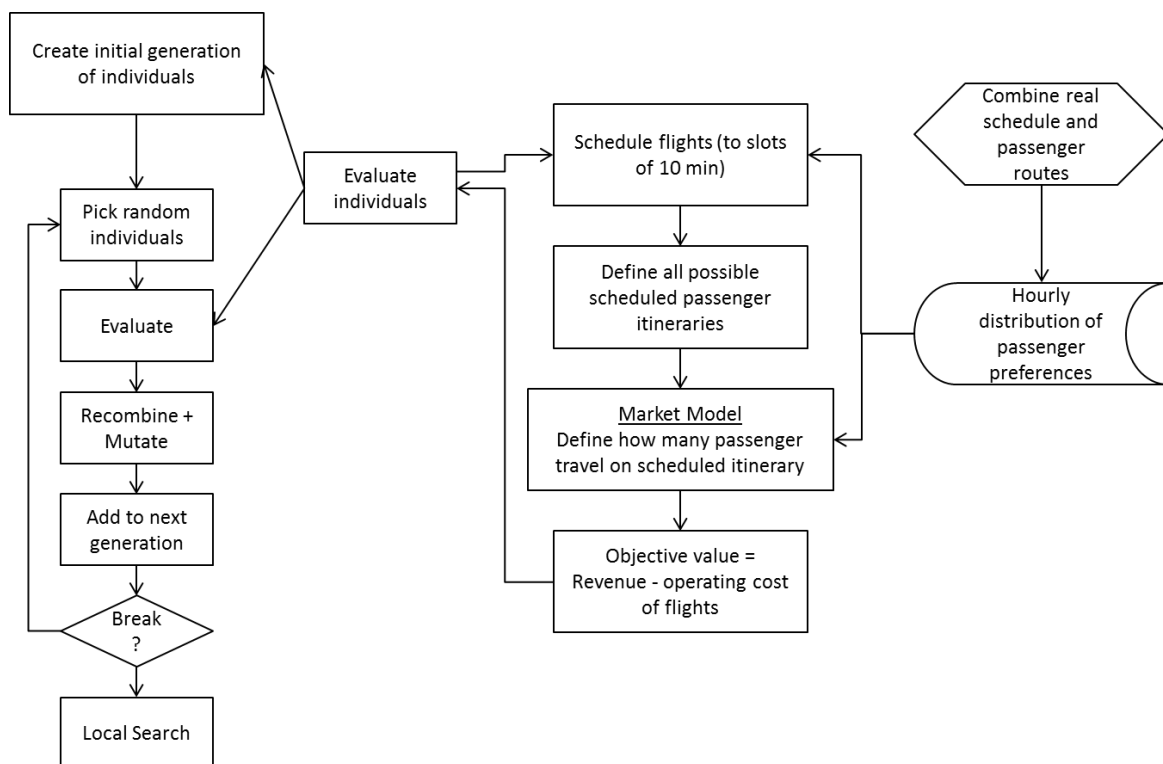 Create initial generation
of individuals
Pick random
individuals
Evaluate
Recombine +
Mutate
Add to next
generation
Break
?
Local Search
Evaluate
individuals
Schedule flights (to slots
of 10 min)
Define all possible
scheduled passenger
itineraries
Market Model
Define how many passenger
travel on scheduled itinerary
Objective value =
Revenue - operating cost
of flights
Combine real
schedule and
passenger
routes
Hourly
distribution of
passenger
preferences